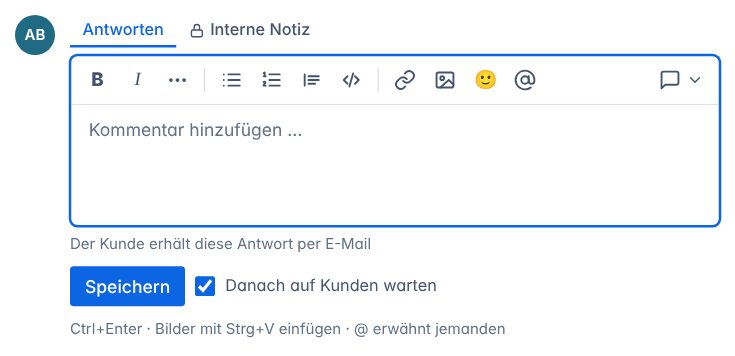 AB
Antworten
Interne Notiz
B I
Kommentar hinzufügen ...
Der Kunde erhält diese Antwort per E-Mail
Speichern
Danach auf Kunden warten
Ctrl+Enter · Bilder mit Strg+V einfügen · @ erwähnt jemanden